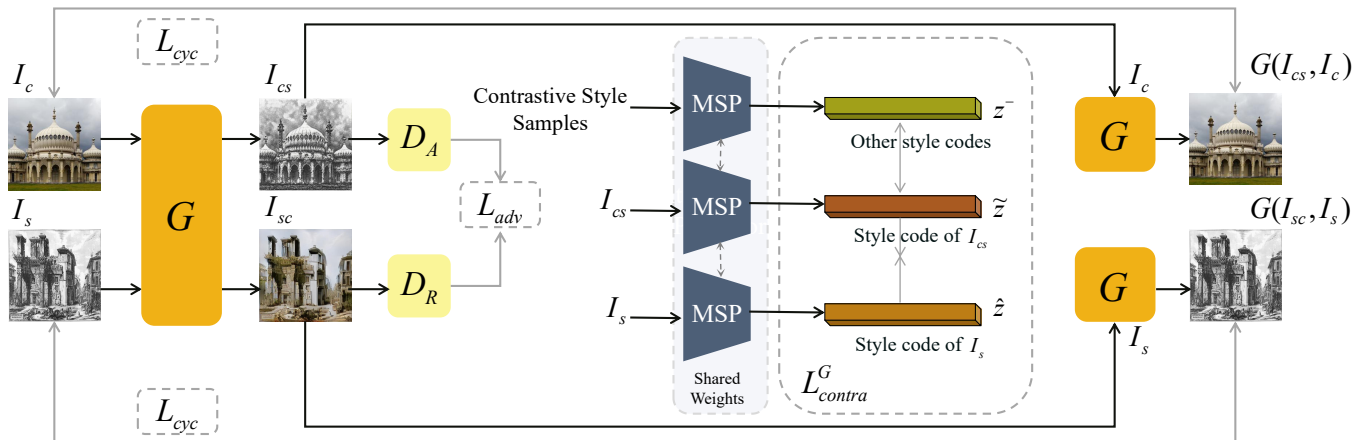 L_cyc
I_c
I_cs
I_c
G(I_cs, I_c)
Contrastive Style
Samples
MSP
z^-
D_A
G
Other style codes
I_s
I_sc
G
L_adv
I_cs
MSP
z̃
G(I_sc, I_s)
Style code of I_cs
D_R
G
I_s
MSP
ẑ
I_s
Style code of I_s
Shared
Weights
L^G_contra
L_cyc